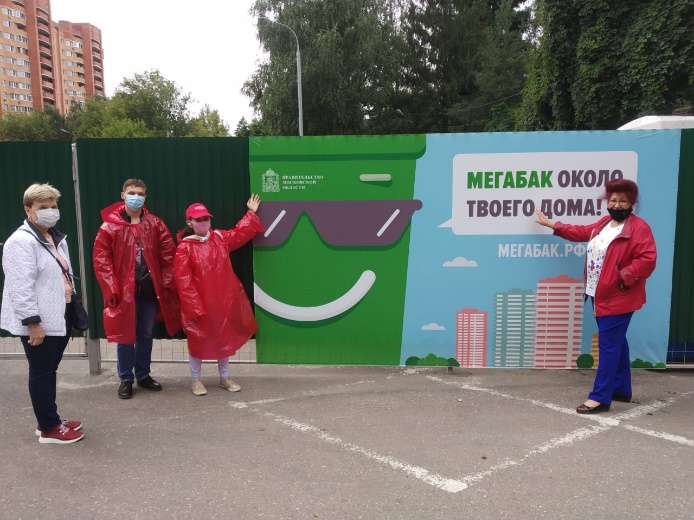 ПРАВИТЕЛЬСТВО
МОСКОВСКОЙ
ОБЛАСТИ
МЕГАБАК ОКОЛО
ТВОЕГО ДОМА!
МЕГАБАК.РФ